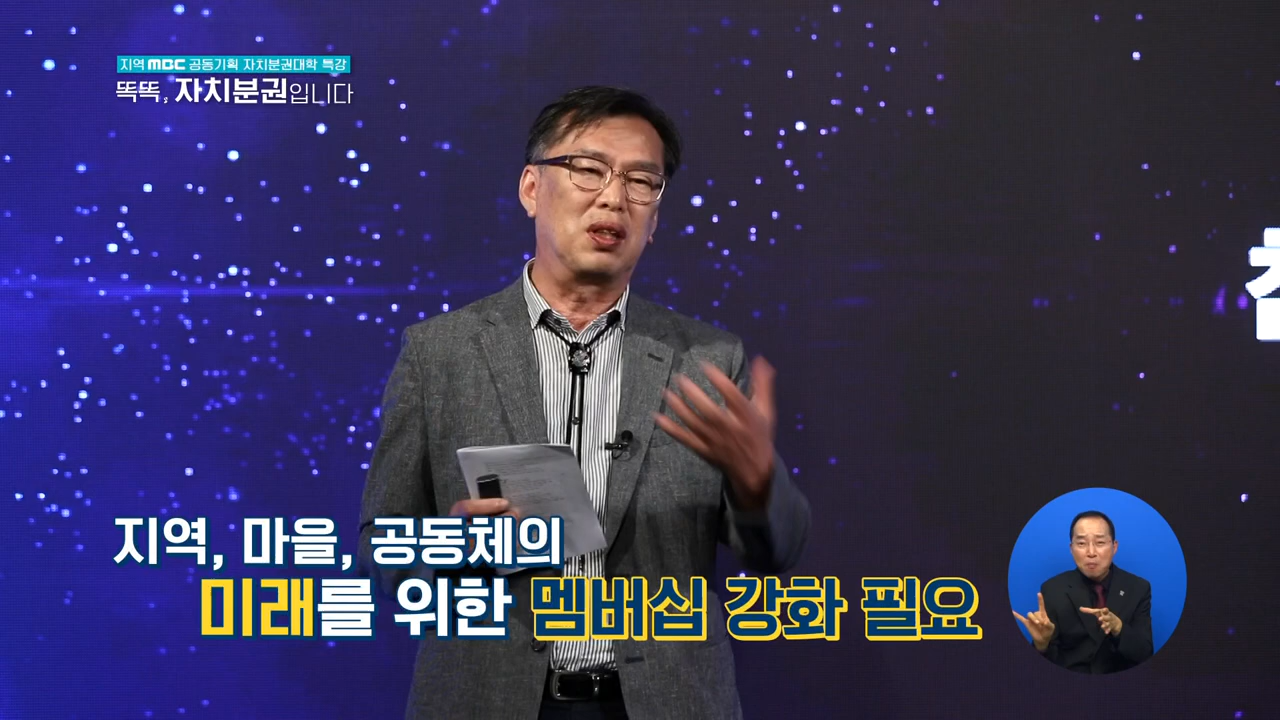 지역 MBC 공동기획 자치분권대학 특강
똑똑, 자치분권입니다
지역, 마을, 공동체의
미래를 위한 멤버십 강화 필요